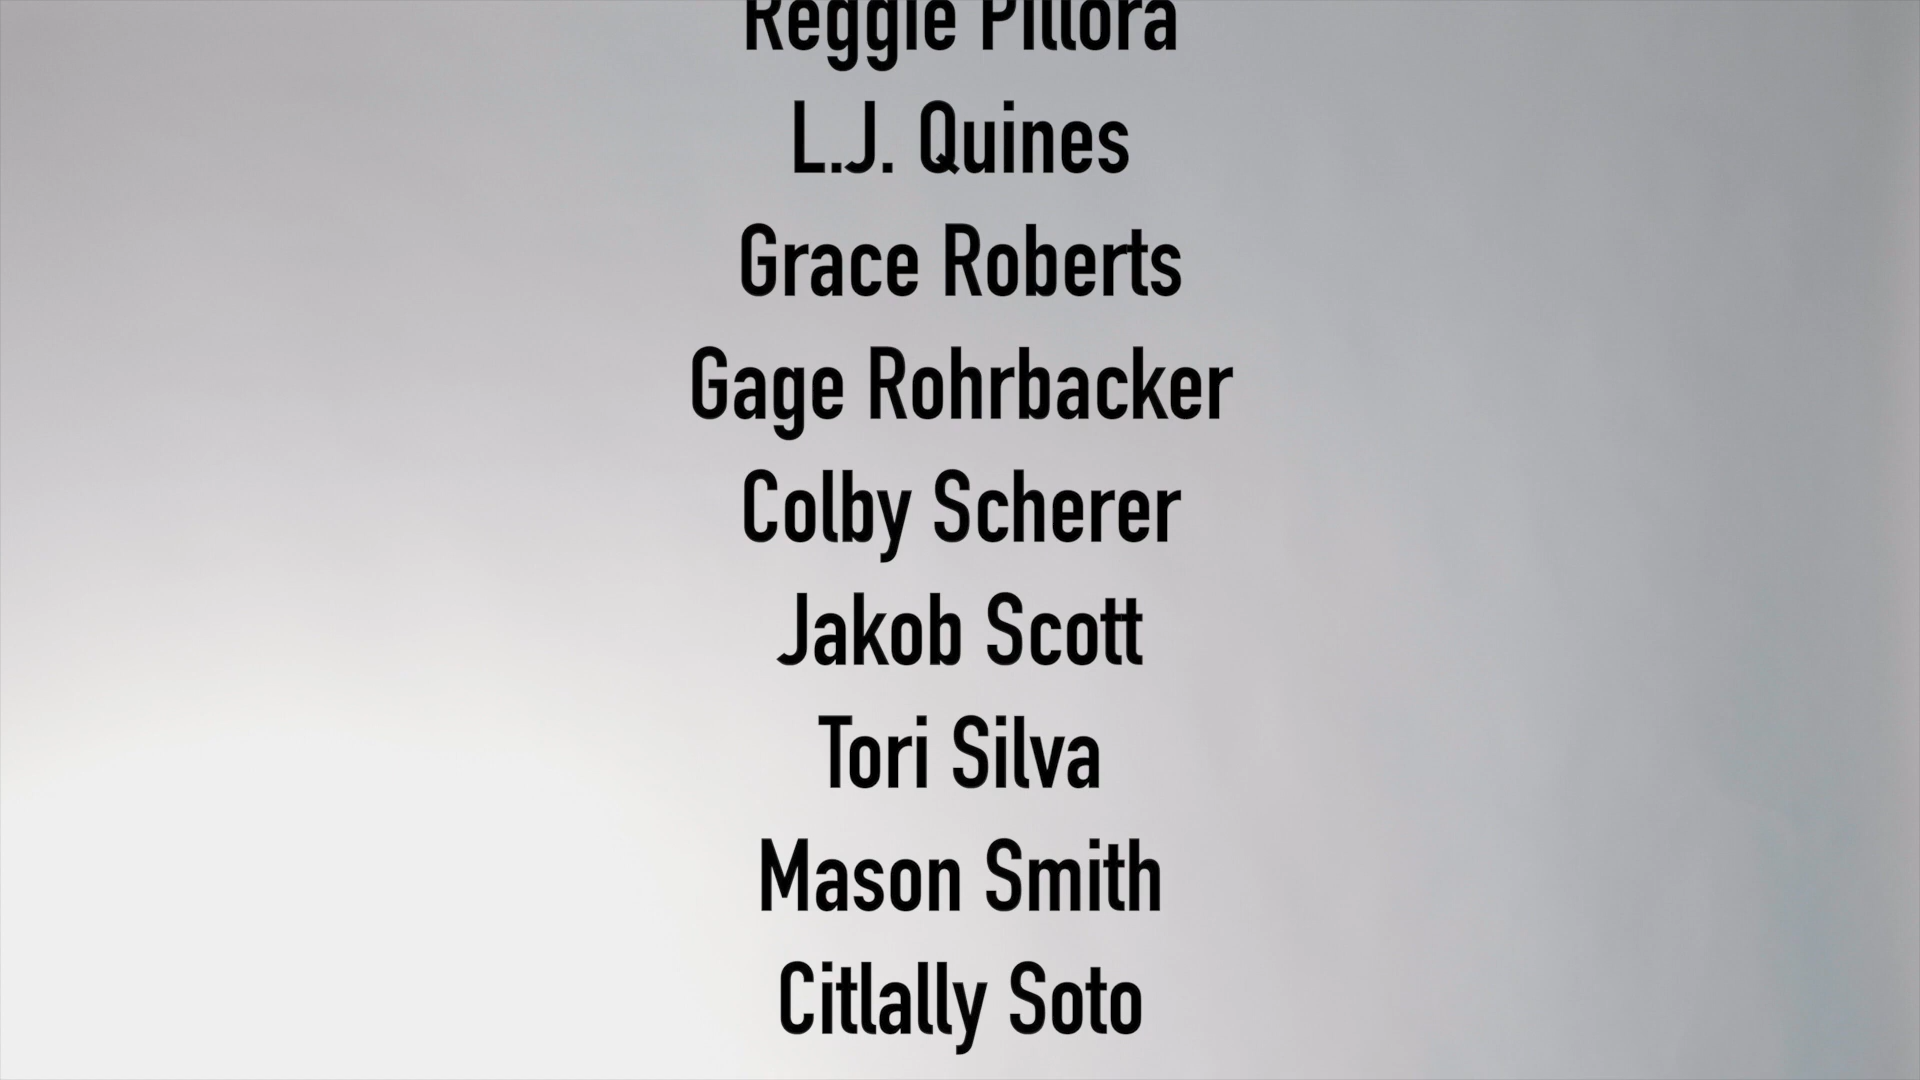 Reggie Pillora
L.J. Quines
Grace Roberts
Gage Rohrbacker
Colby Scherer
Jakob Scott
Tori Silva
Mason Smith
Citlally Soto